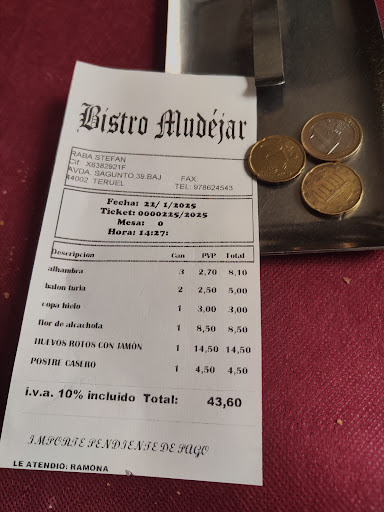 Bistro Mudéjar
RABA STEFAN
Cif X6382921F
AVDA. SAGUNTO,39.BAJ FAX
44002 TERUEL TEL: 978624543
Fecha: 22/ 1/2025
Ticket: 0000225/2025
Mesa: 0
Hora: 14:27:
Descripcion Can PVP Total
alhambra 3 2,70 8,10
balon turia 2 2,50 5,00
copa hielo 1 3,00 3,00
flor de alcachofa 1 8,50 8,50
HUEVOS ROTOS CON JAMÓN 1 14,50 14,50
POSTRE CASERO 1 4,50 4,50
i.v.a. 10% incluido Total: 43,60
IMPORTE PENDIENTE DE PAGO
LE ATENDIO: RAMONA